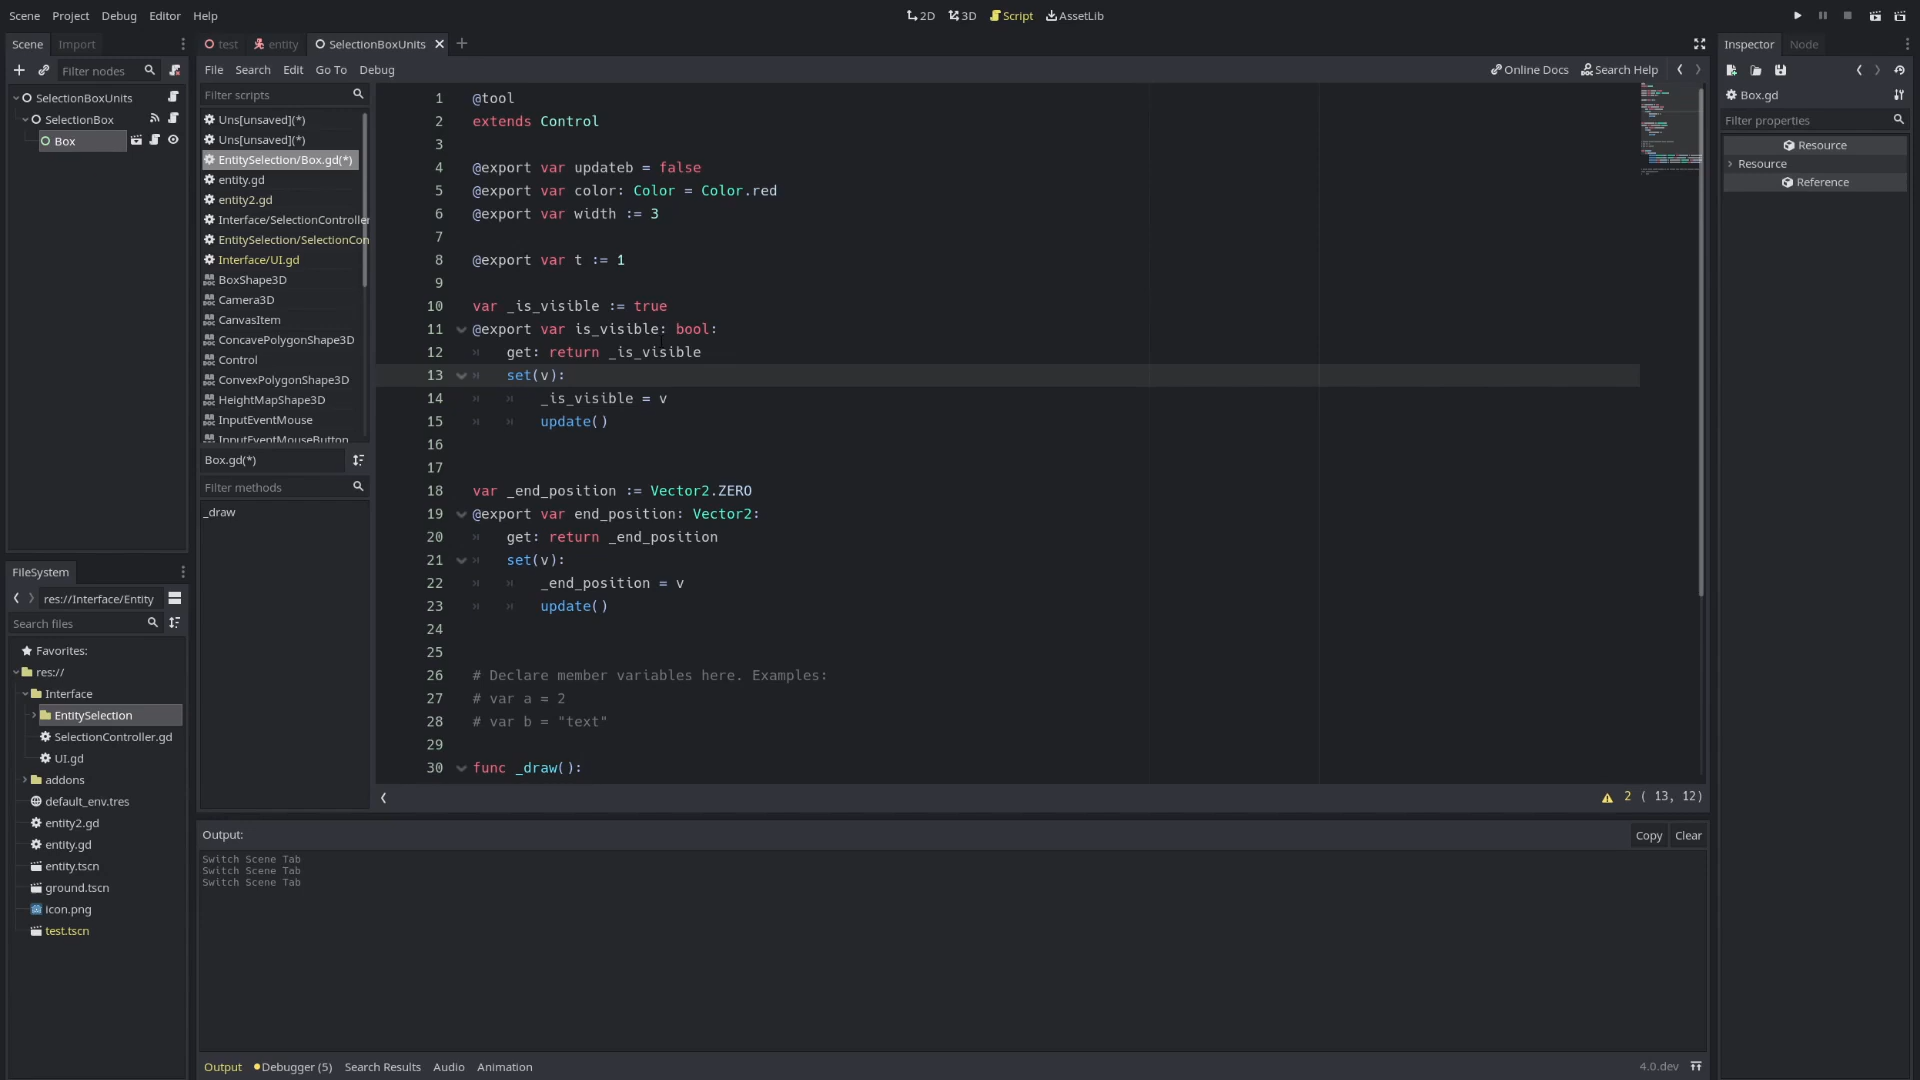 Scene Project Debug Editor Help
2D 3D Script AssetLib
Scene Import
test entity SelectionBoxUnits
Inspector Node
Filter nodes
File Search Edit Go To Debug
Online Docs Search Help
SelectionBoxUnits
SelectionBox
Box
Filter scripts
Uns[unsaved](*)
Uns[unsaved](*)
EntitySelection/Box.gd(*)
entity.gd
entity2.gd
Interface/SelectionController
EntitySelection/SelectionCon
Interface/UI.gd
BoxShape3D
Camera3D
CanvasItem
ConcavePolygonShape3D
Control
ConvexPolygonShape3D
HeightMapShape3D
InputEventMouse
InputEventMouseButton
Box.gd(*)
Filter methods
_draw
1 @tool
2 extends Control
3
4 @export var updateb = false
5 @export var color: Color = Color.red
6 @export var width := 3
7
8 @export var t := 1
9
10 var _is_visible := true
11 @export var is_visible: bool:
12 get: return _is_visible
13 set(v):
14 _is_visible = v
15 update()
16
17
18 var _end_position := Vector2.ZERO
19 @export var end_position: Vector2:
20 get: return _end_position
21 set(v):
22 _end_position = v
23 update()
24
25
26 # Declare member variables here. Examples:
27 # var a = 2
28 # var b = "text"
29
30 func _draw():
2 ( 13, 12)
Box.gd
Filter properties
Resource
Resource
Reference
FileSystem
res://Interface/Entity
Search files
Favorites:
res://
Interface
EntitySelection
SelectionController.gd
UI.gd
addons
default_env.tres
entity2.gd
entity.gd
entity.tscn
ground.tscn
icon.png
test.tscn
Output:
Copy Clear
Switch Scene Tab
Switch Scene Tab
Switch Scene Tab
Output Debugger (5) Search Results Audio Animation
4.0.dev